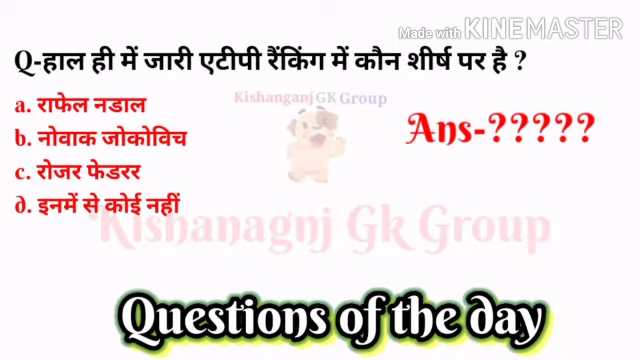 Made with KINEMASTER
Q-हाल ही में जारी एटीपी रैंकिंग में कौन शीर्ष पर है ?
Kishanganj GK Group
a. राफेल नडाल
b. नोवाक जोकोविच
c. रोजर फेडरर
d. इनमें से कोई नहीं
Ans-?????
Kishanagnj Gk Group
Questions of the day